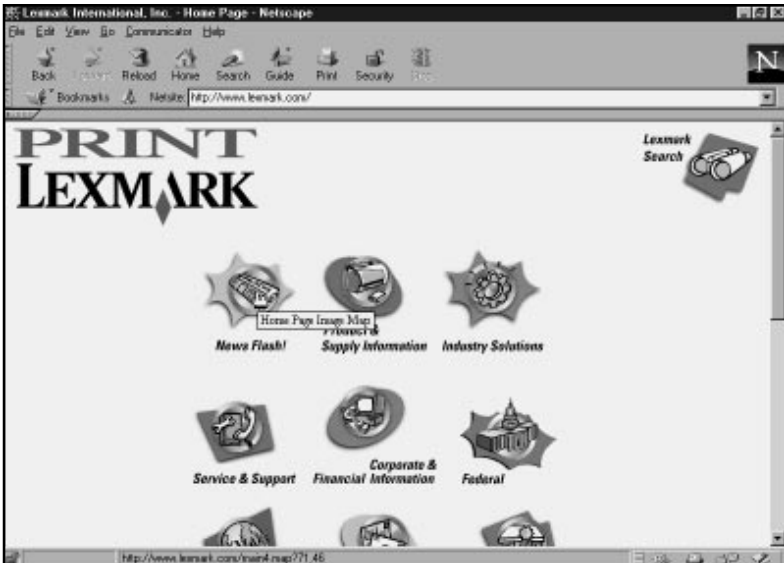 Lexmark International, Inc. - Home Page - Netscape
File Edit View Go Communicator Help
Back Reload Home Search Guide Print Security
Bookmarks Netsite: http://www.lexmark.com/
PRINT
LEXMARK
Lexmark
Search
Home Page Image Map
Product &
News Flash! Supply Information Industry Solutions
Corporate &
Service & Support Financial Information Federal
http://www.lexmark.com/main4.map?71,46